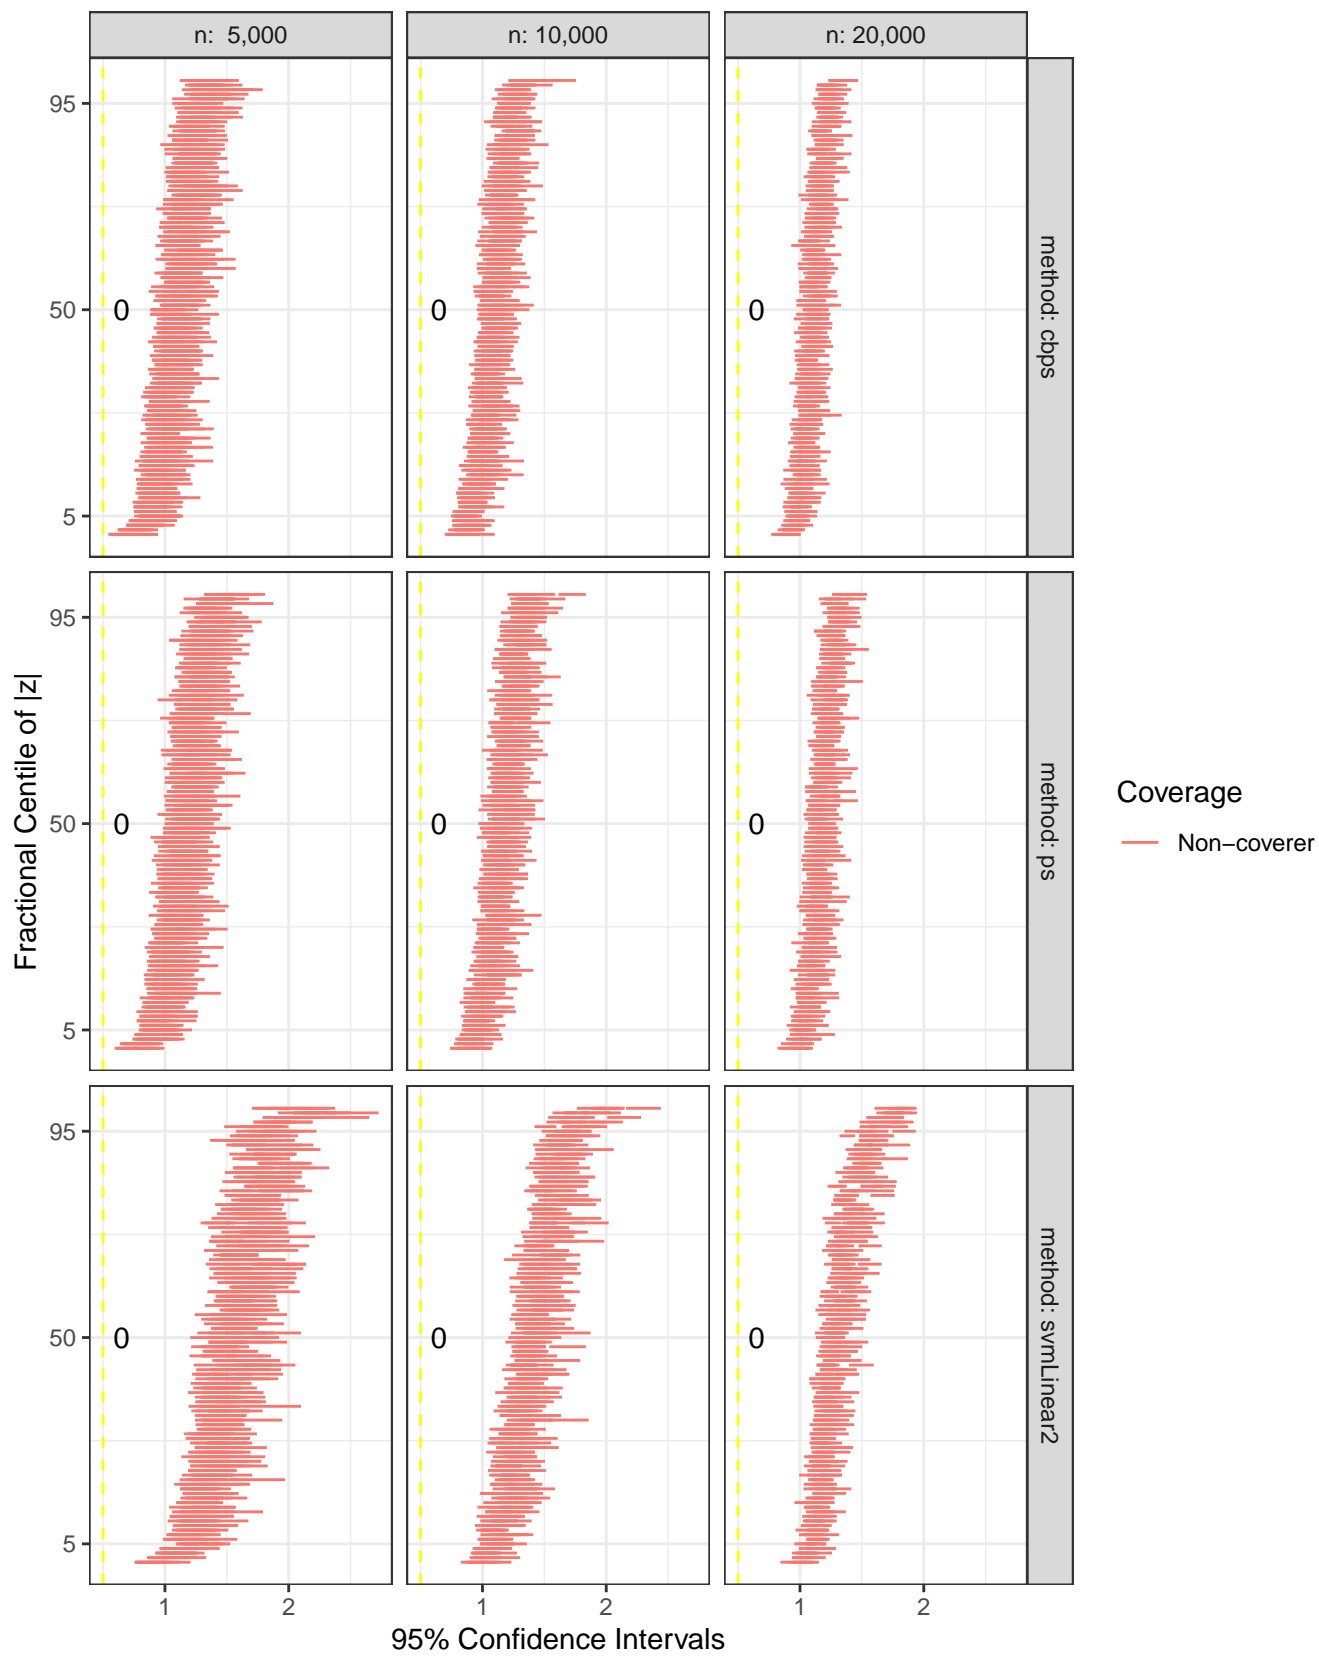 n:  5,000
n: 10,000
n: 20,000
95
50
5
0
0
0
method: cbps
95
50
5
0
0
0
method: ps
95
50
5
0
0
0
method: svmLinear2
Fractional Centile of |z|
1
2
1
2
1
2
95% Confidence Intervals
Coverage
Non−coverer